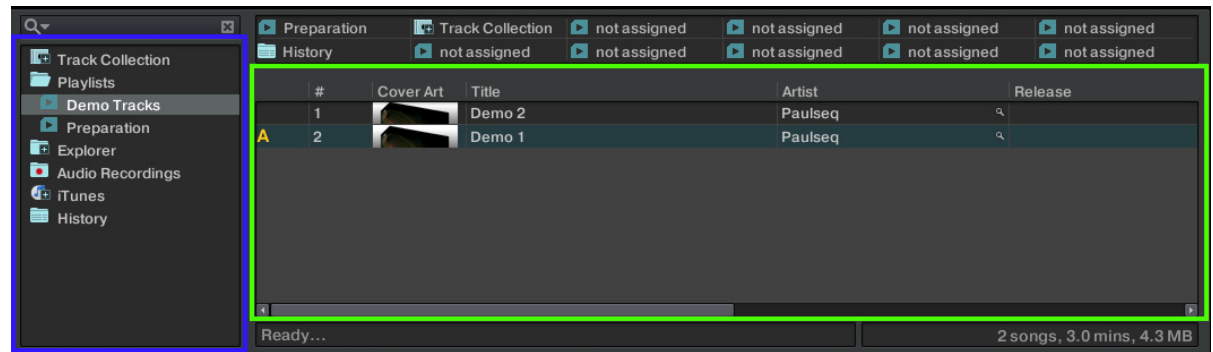 Preparation Track Collection not assigned not assigned not assigned not assigned
History not assigned not assigned not assigned not assigned not assigned
Track Collection
Playlists
Demo Tracks
Preparation
Explorer
Audio Recordings
iTunes
History
# Cover Art Title Artist Release
1 Demo 2 Paulseq
A 2 Demo 1 Paulseq
Ready... 2 songs, 3.0 mins, 4.3 MB